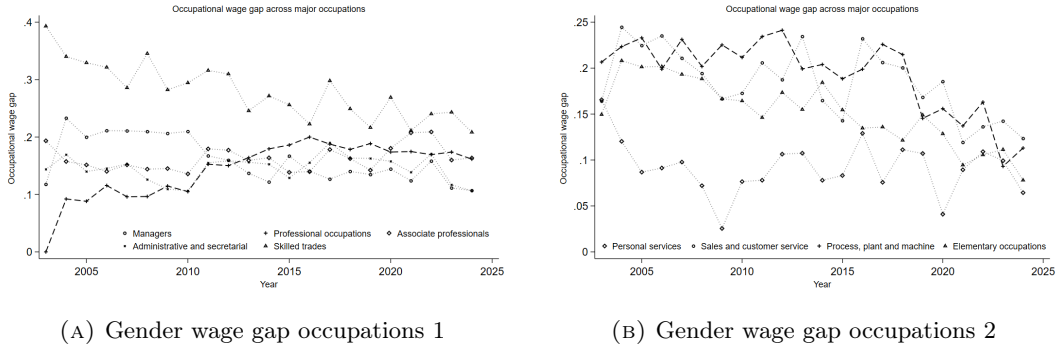 Occupational wage gap across major occupations
Occupational wage gap
.4
.3
.2
.1
0
2005
2010
2015
2020
2025
Year
Managers
Professional occupations
Associate professionals
Administrative and secretarial
Skilled trades
(A) Gender wage gap occupations 1
Occupational wage gap across major occupations
Occupational wage gap
.25
.2
.15
.1
.05
0
2005
2010
2015
2020
2025
Year
Personal services
Sales and customer service
Process, plant and machine
Elementary occupations
(B) Gender wage gap occupations 2